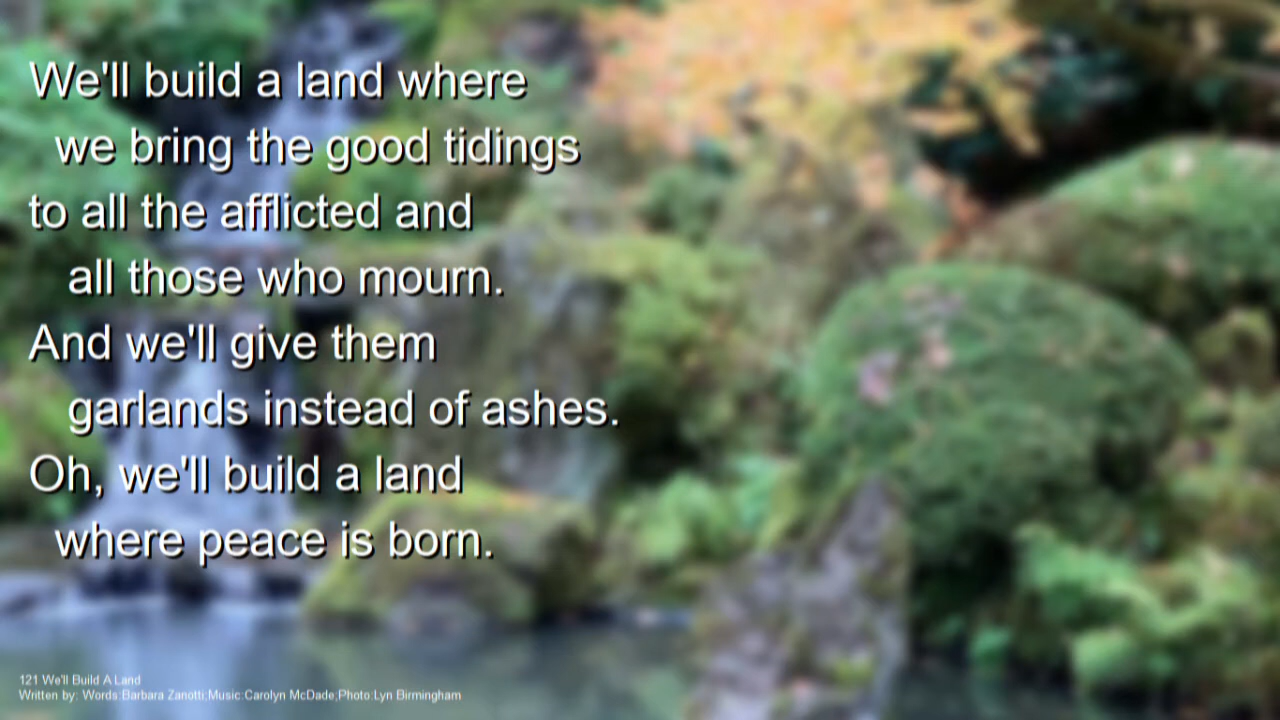 We'll build a land where
we bring the good tidings
to all the afflicted and
all those who mourn.
And we'll give them
garlands instead of ashes.
Oh, we'll build a land
where peace is born.
121 We'll Build A Land
Written by: Words:Barbara Zanotti;Music:Carolyn McDade,Photo:Lyn Birmingham